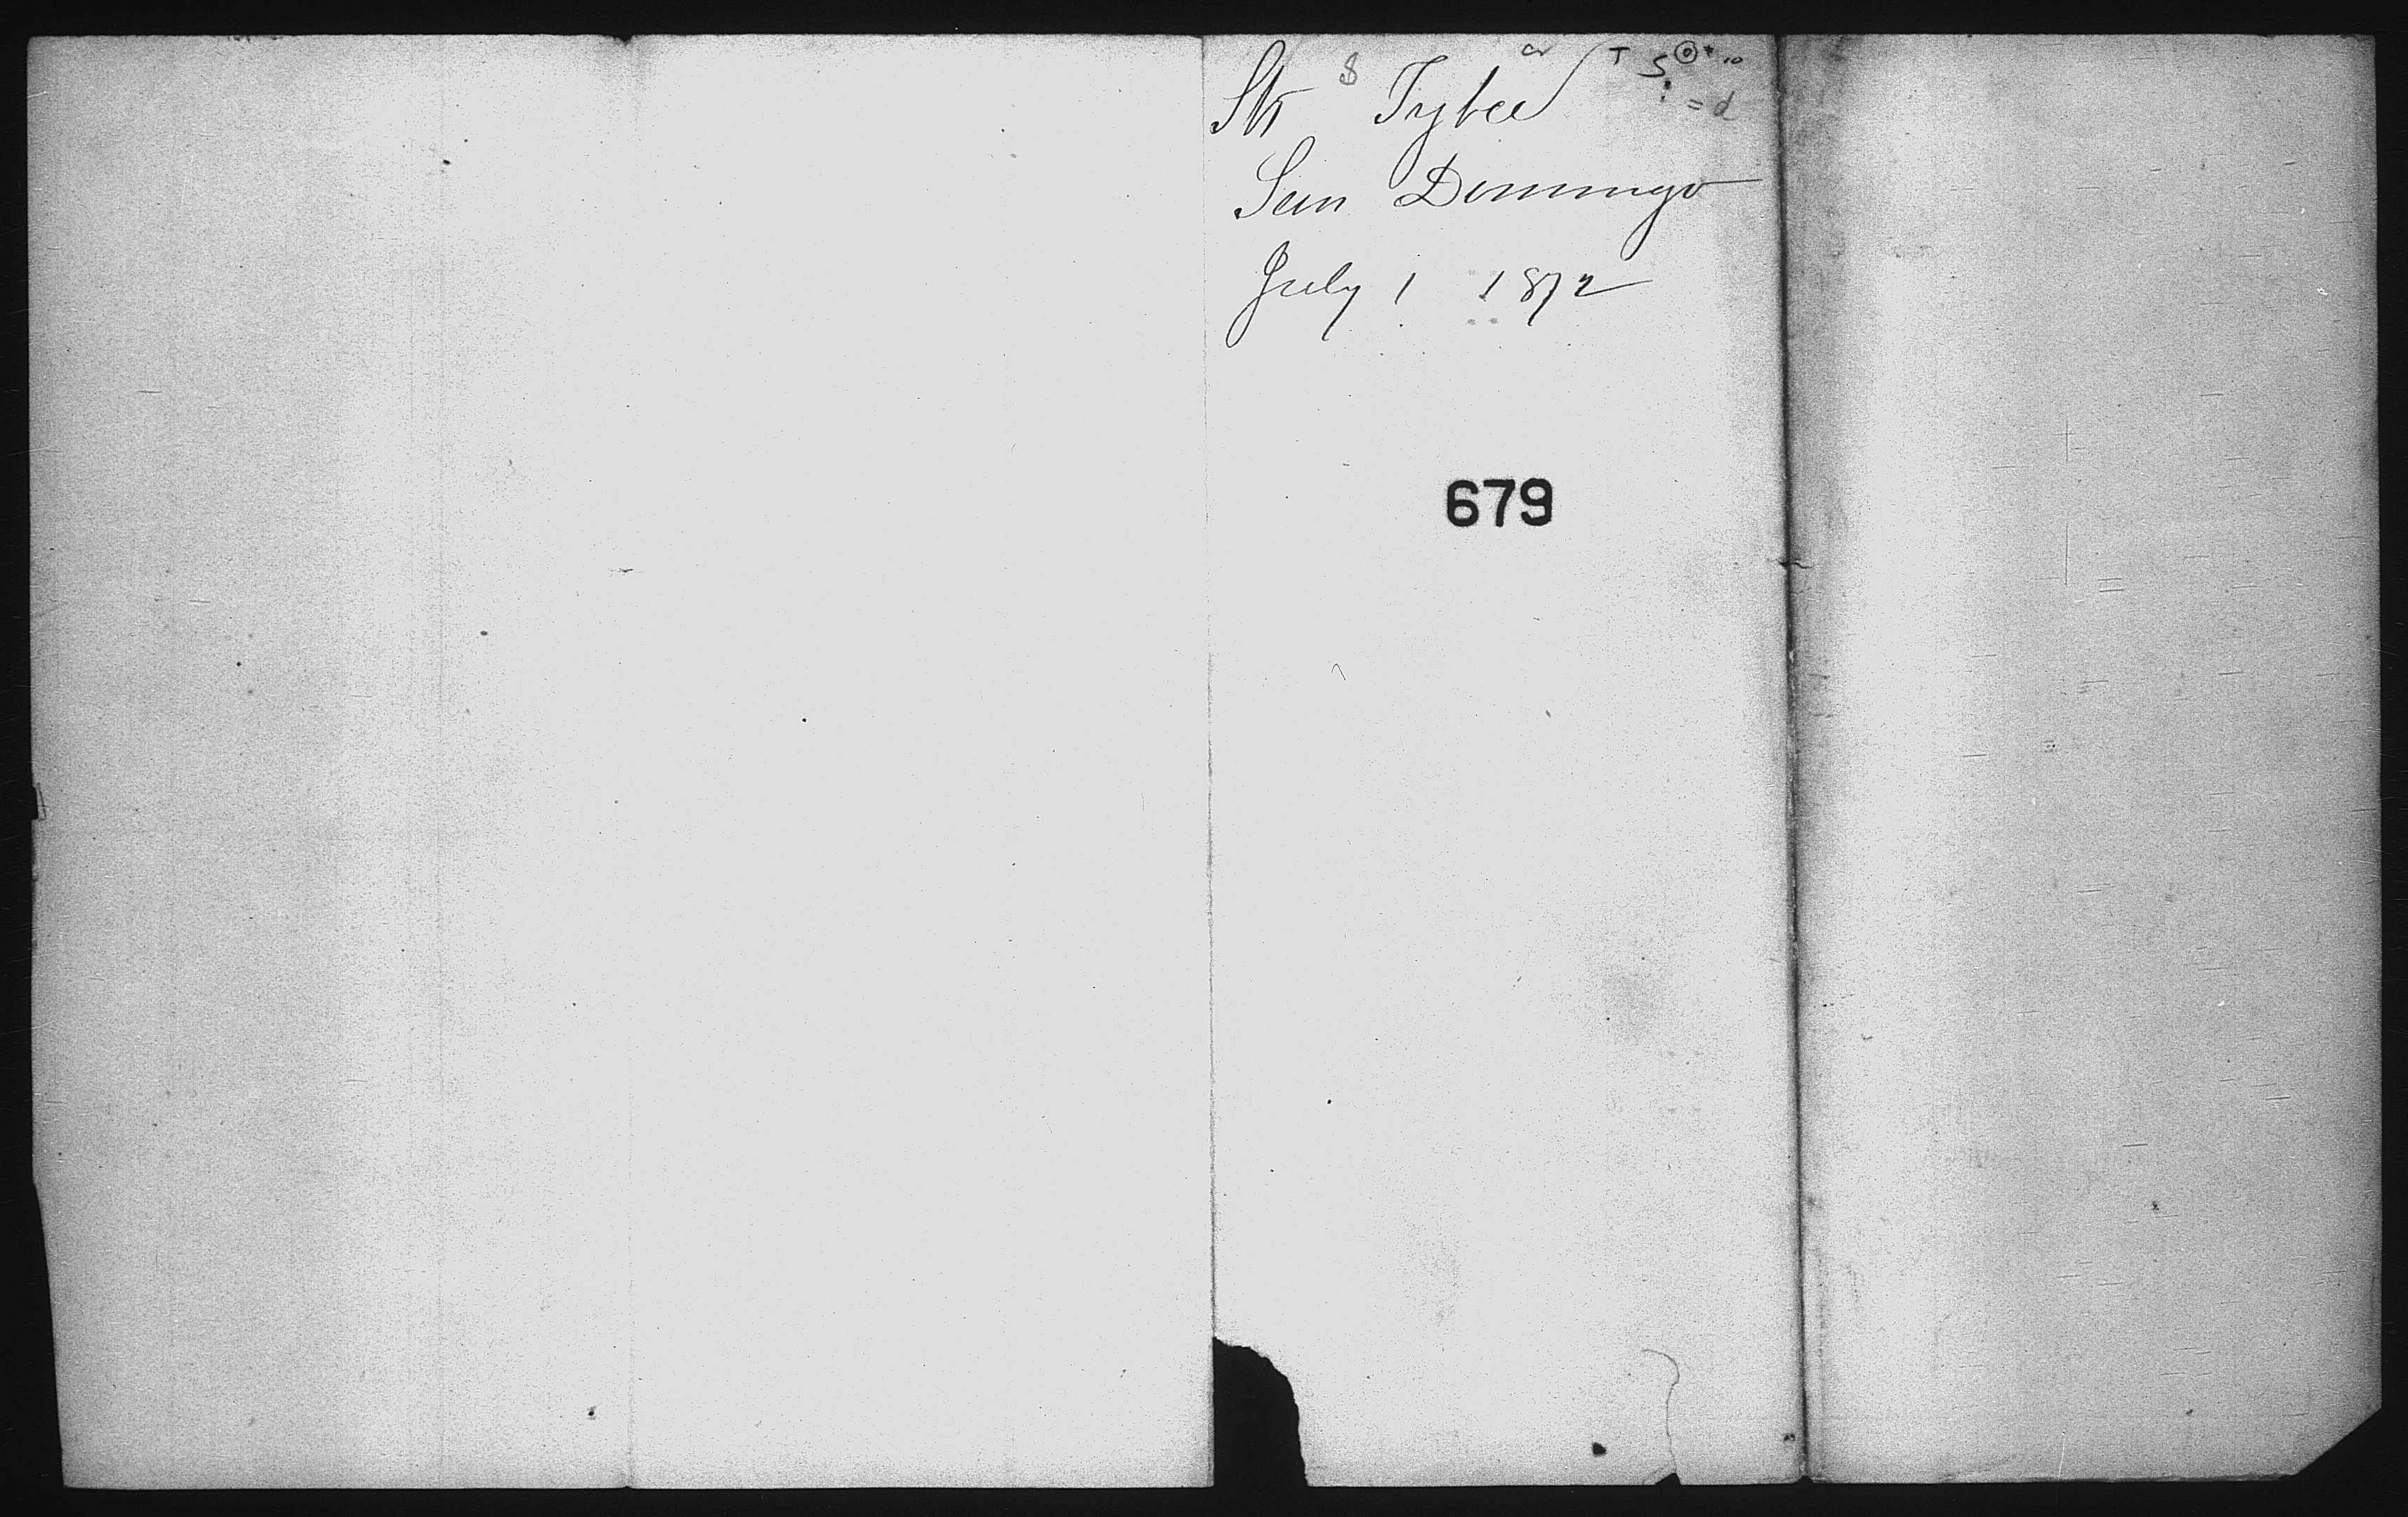 Str Tybee
San Domingo
July 1 1872
679